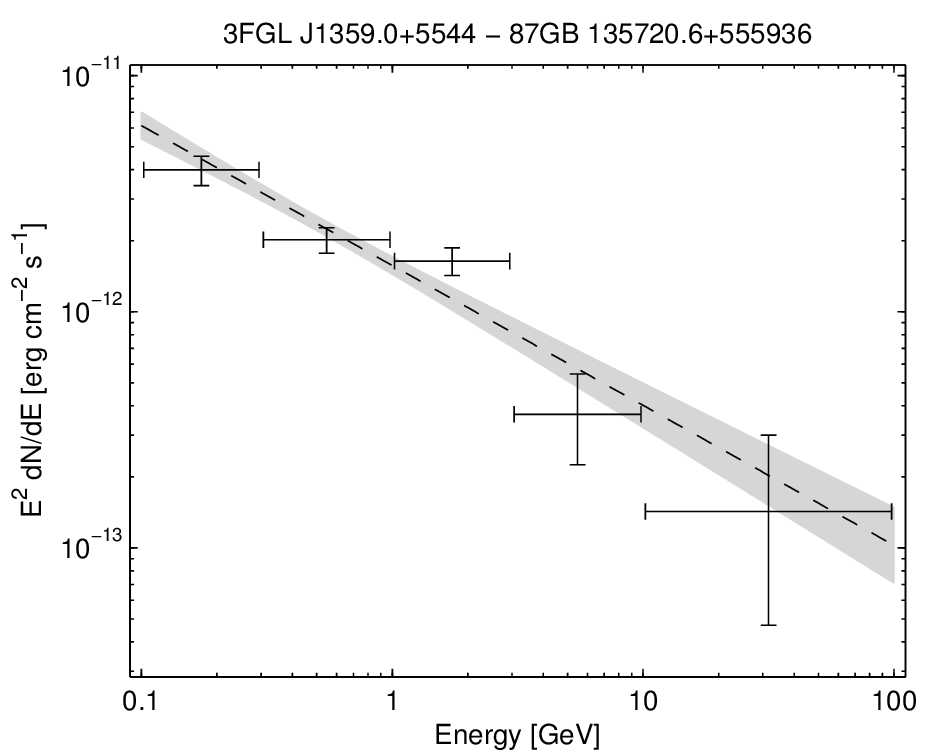 3FGL J1359.0+5544 − 87GB 135720.6+555936
10⁻¹¹
10⁻¹²
10⁻¹³
E² dN/dE [erg cm⁻² s⁻¹]
0.1 1 10 100
Energy [GeV]